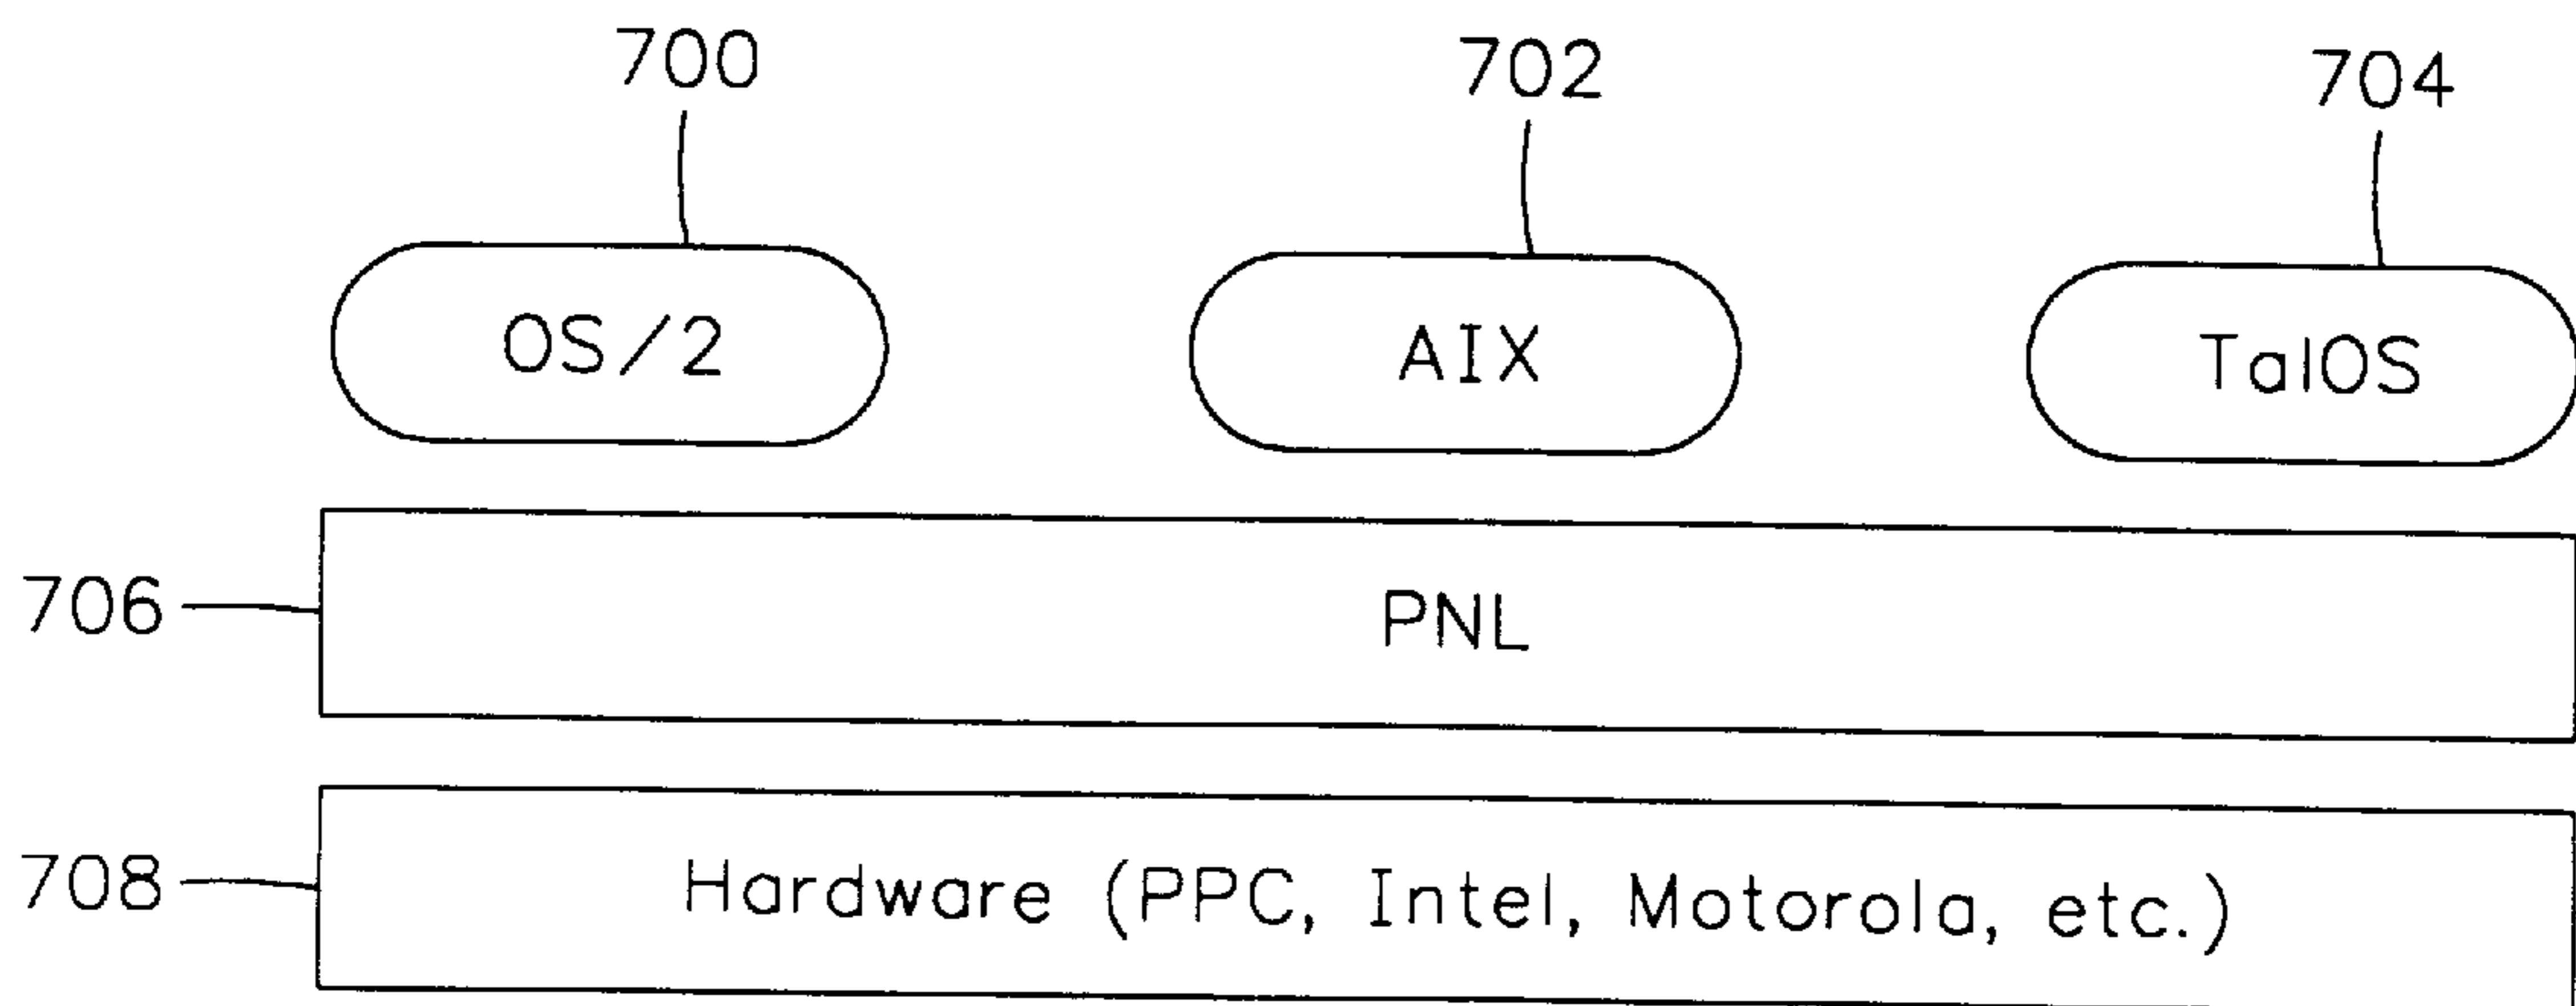 700 702 704
OS/2 AIX TalOS
706 PNL
708 Hardware (PPC, Intel, Motorola, etc.)